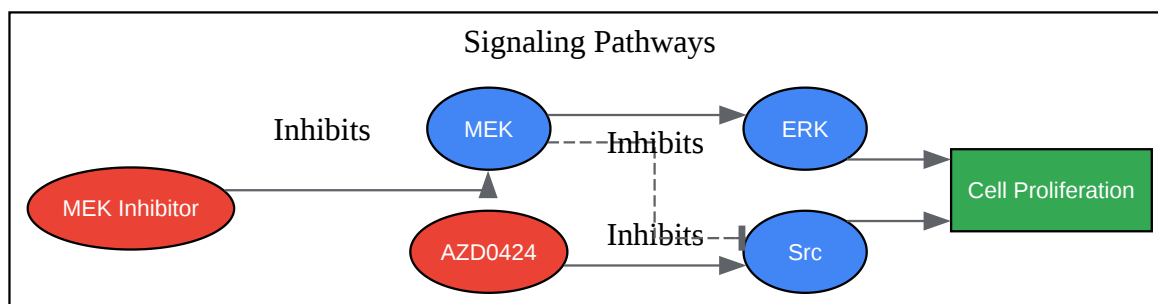 Signaling Pathways
Inhibits
MEK
Inhibits
ERK
MEK Inhibitor
Cell Proliferation
AZD0424
Inhibits
Src